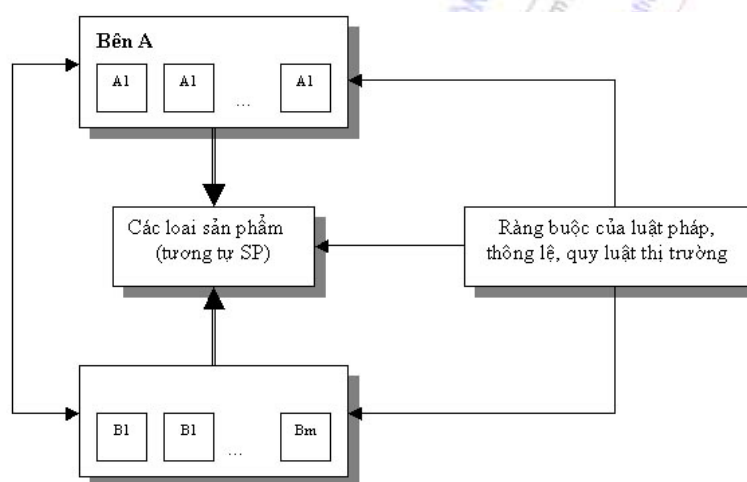 Bên A
A1 A1 ... A1
Các loai sản phẩm
(tương tự SP)
Ràng buộc của luật pháp,
thông lệ, quy luật thị trường
B1 B1 ... Bm